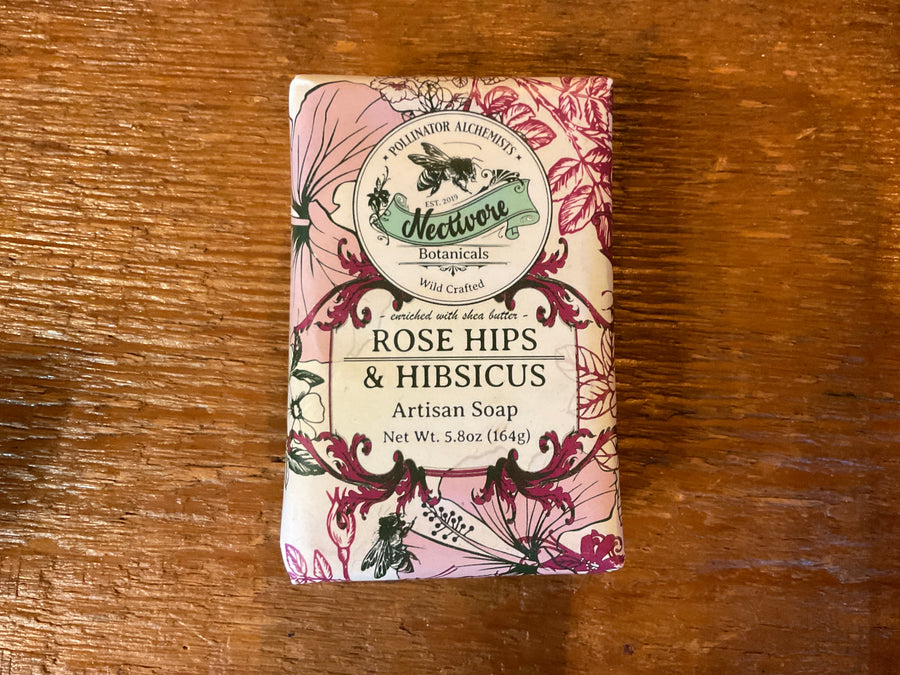 • POLLINATOR ALCHEMISTS •
EST. 2019
Nectivore
Botanicals
Wild Crafted
- enriched with shea butter -
ROSE HIPS
& HIBSICUS
Artisan Soap
Net Wt. 5.8oz (164g)